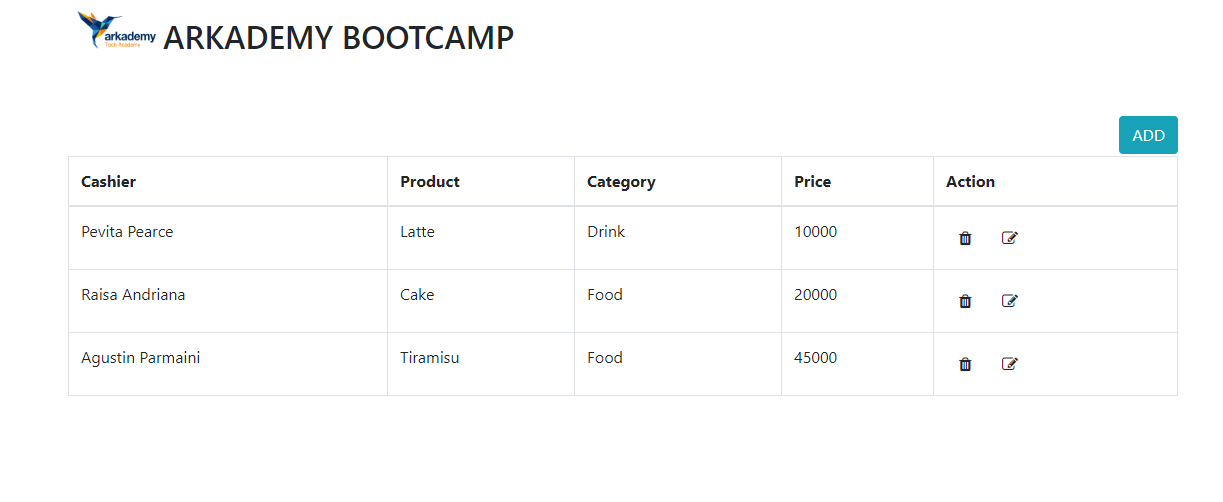 arkademy
Tech Academy
ARKADEMY BOOTCAMP
ADD
Cashier Product Category Price Action
Pevita Pearce Latte Drink 10000
Raisa Andriana Cake Food 20000
Agustin Parmaini Tiramisu Food 45000